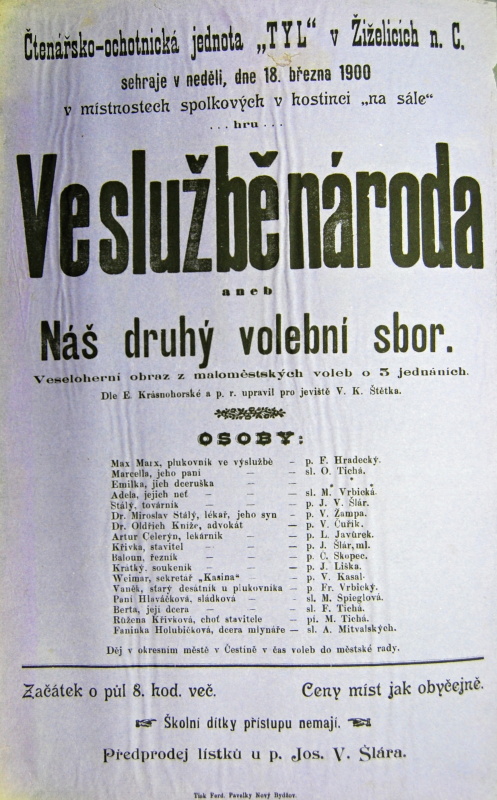 Čtenářsko-ochotnická jednota „TYL“ v Žiželicích n. C.
sehraje v neděli, dne 18. března 1900
v místnostech spolkových v hostinci „na sále“
... hru ...
Ve službě národa
aneb
Náš druhý volební sbor.
Veseloherní obraz z maloměstských voleb o 5 jednáních.
Dle E. Krásnohorské a p. r. upravil pro jeviště V. K. Štětka.
OSOBY:
Max Marx, plukovník ve výslužbě — p. F. Hradecký.
Marcella, jeho paní — sl. O. Tichá.
Emilka, jich dceruška — * * *
Adela, jejich neť — sl. M. Vrbická.
Stálý, továrník — p. J. V. Šlár.
Dr. Miroslav Stálý, lékař, jeho syn — p. V. Žampa.
Dr. Oldřich Kníže, advokát — p. V. Čuřík.
Artur Celerýn, lekárník — p. L. Javůrek.
Křivka, stavitel — p. J. Šlár, ml.
Baloun, řezník — p. Č. Skopec.
Krátký, soukeník — p. J. Liška.
Weimar, sekretář „Kasina“ — p. V. Kasal.
Vaněk, starý desátník u plukovníka — p Fr. Vrbický.
Paní Hlaváčková, sládková — sl. M. Spieglová.
Berta, její dcera — sl. F. Tichá.
Růžena Křivková, choť stavitele — pí. M. Tichá.
Faninka Holubičková, dcera mlynáře — sl. A. Mitvalských.
Děj v okresním městě v Čestíně v čas voleb do městské rady.
Začátek o půl 8. hod. več. Ceny míst jak obyčejně.
Školní dítky přístupu nemají.
Předprodej lístků u p. Jos. V. Šlára.
Tisk Ferd. Pavelky Nový Bydžov.